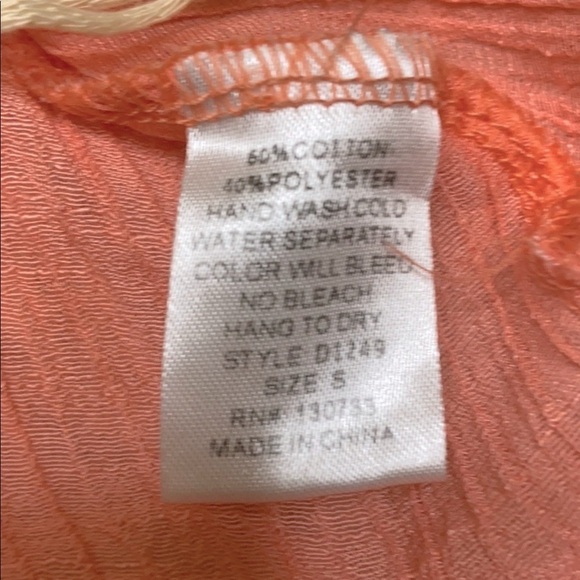 60% COTTON
40% POLYESTER
HAND WASH COLD
WATER SEPARATELY
COLOR WILL BLEED
NO BLEACH
HANG TO DRY
STYLE D1249
SIZE S
RN#: 130733
MADE IN CHINA